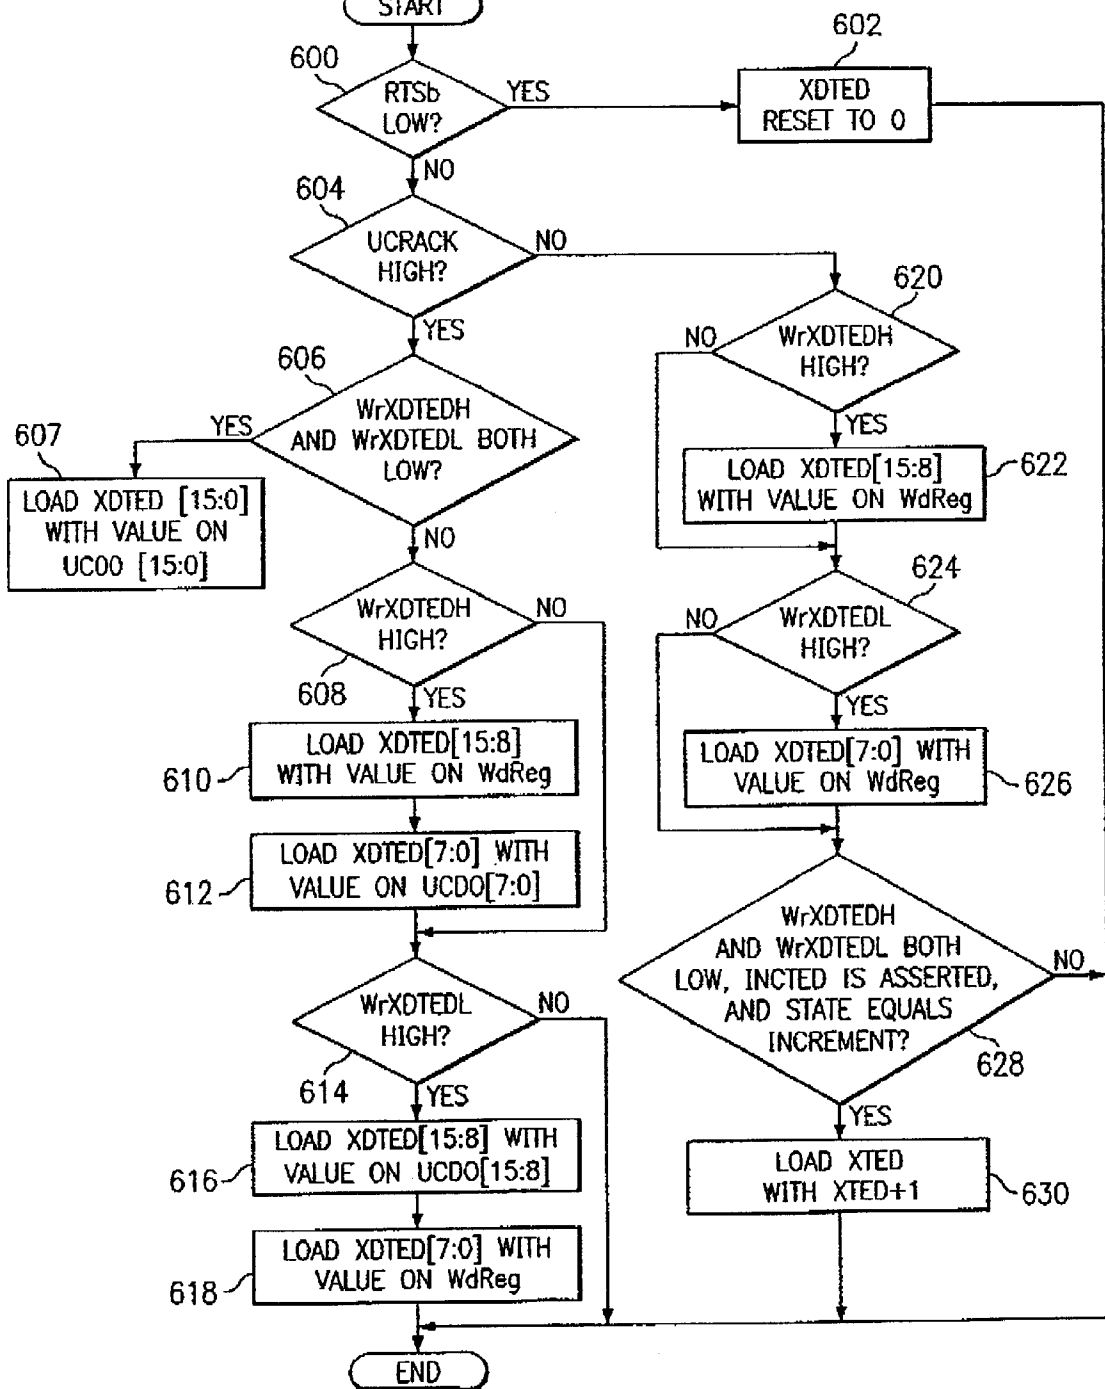 START
600
RTSb
LOW?
YES
NO
602
XDTED
RESET TO 0
604
UCRACK
HIGH?
NO
YES
606
WrXDTEDH
AND WrXDTEDL BOTH
LOW?
YES
NO
607
LOAD XDTED [15:0]
WITH VALUE ON
UCOO [15:0]
WrXDTEDH
HIGH?
NO
608
YES
LOAD XDTED[15:8]
WITH VALUE ON WdReg
610
LOAD XDTED[7:0] WITH
VALUE ON UCDO[7:0]
612
WrXDTEDL
HIGH?
NO
614
YES
LOAD XDTED[15:8] WITH
VALUE ON UCDO[15:8]
616
LOAD XDTED[7:0] WITH
VALUE ON WdReg
618
620
WrXDTEDH
HIGH?
NO
YES
LOAD XDTED[15:8]
WITH VALUE ON WdReg
622
624
WrXDTEDL
HIGH?
NO
YES
LOAD XDTED[7:0] WITH
VALUE ON WdReg
626
WrXDTEDH
AND WrXDTEDL BOTH
LOW, INCTED IS ASSERTED,
AND STATE EQUALS
INCREMENT?
NO
628
YES
LOAD XTED
WITH XTED+1
630
END